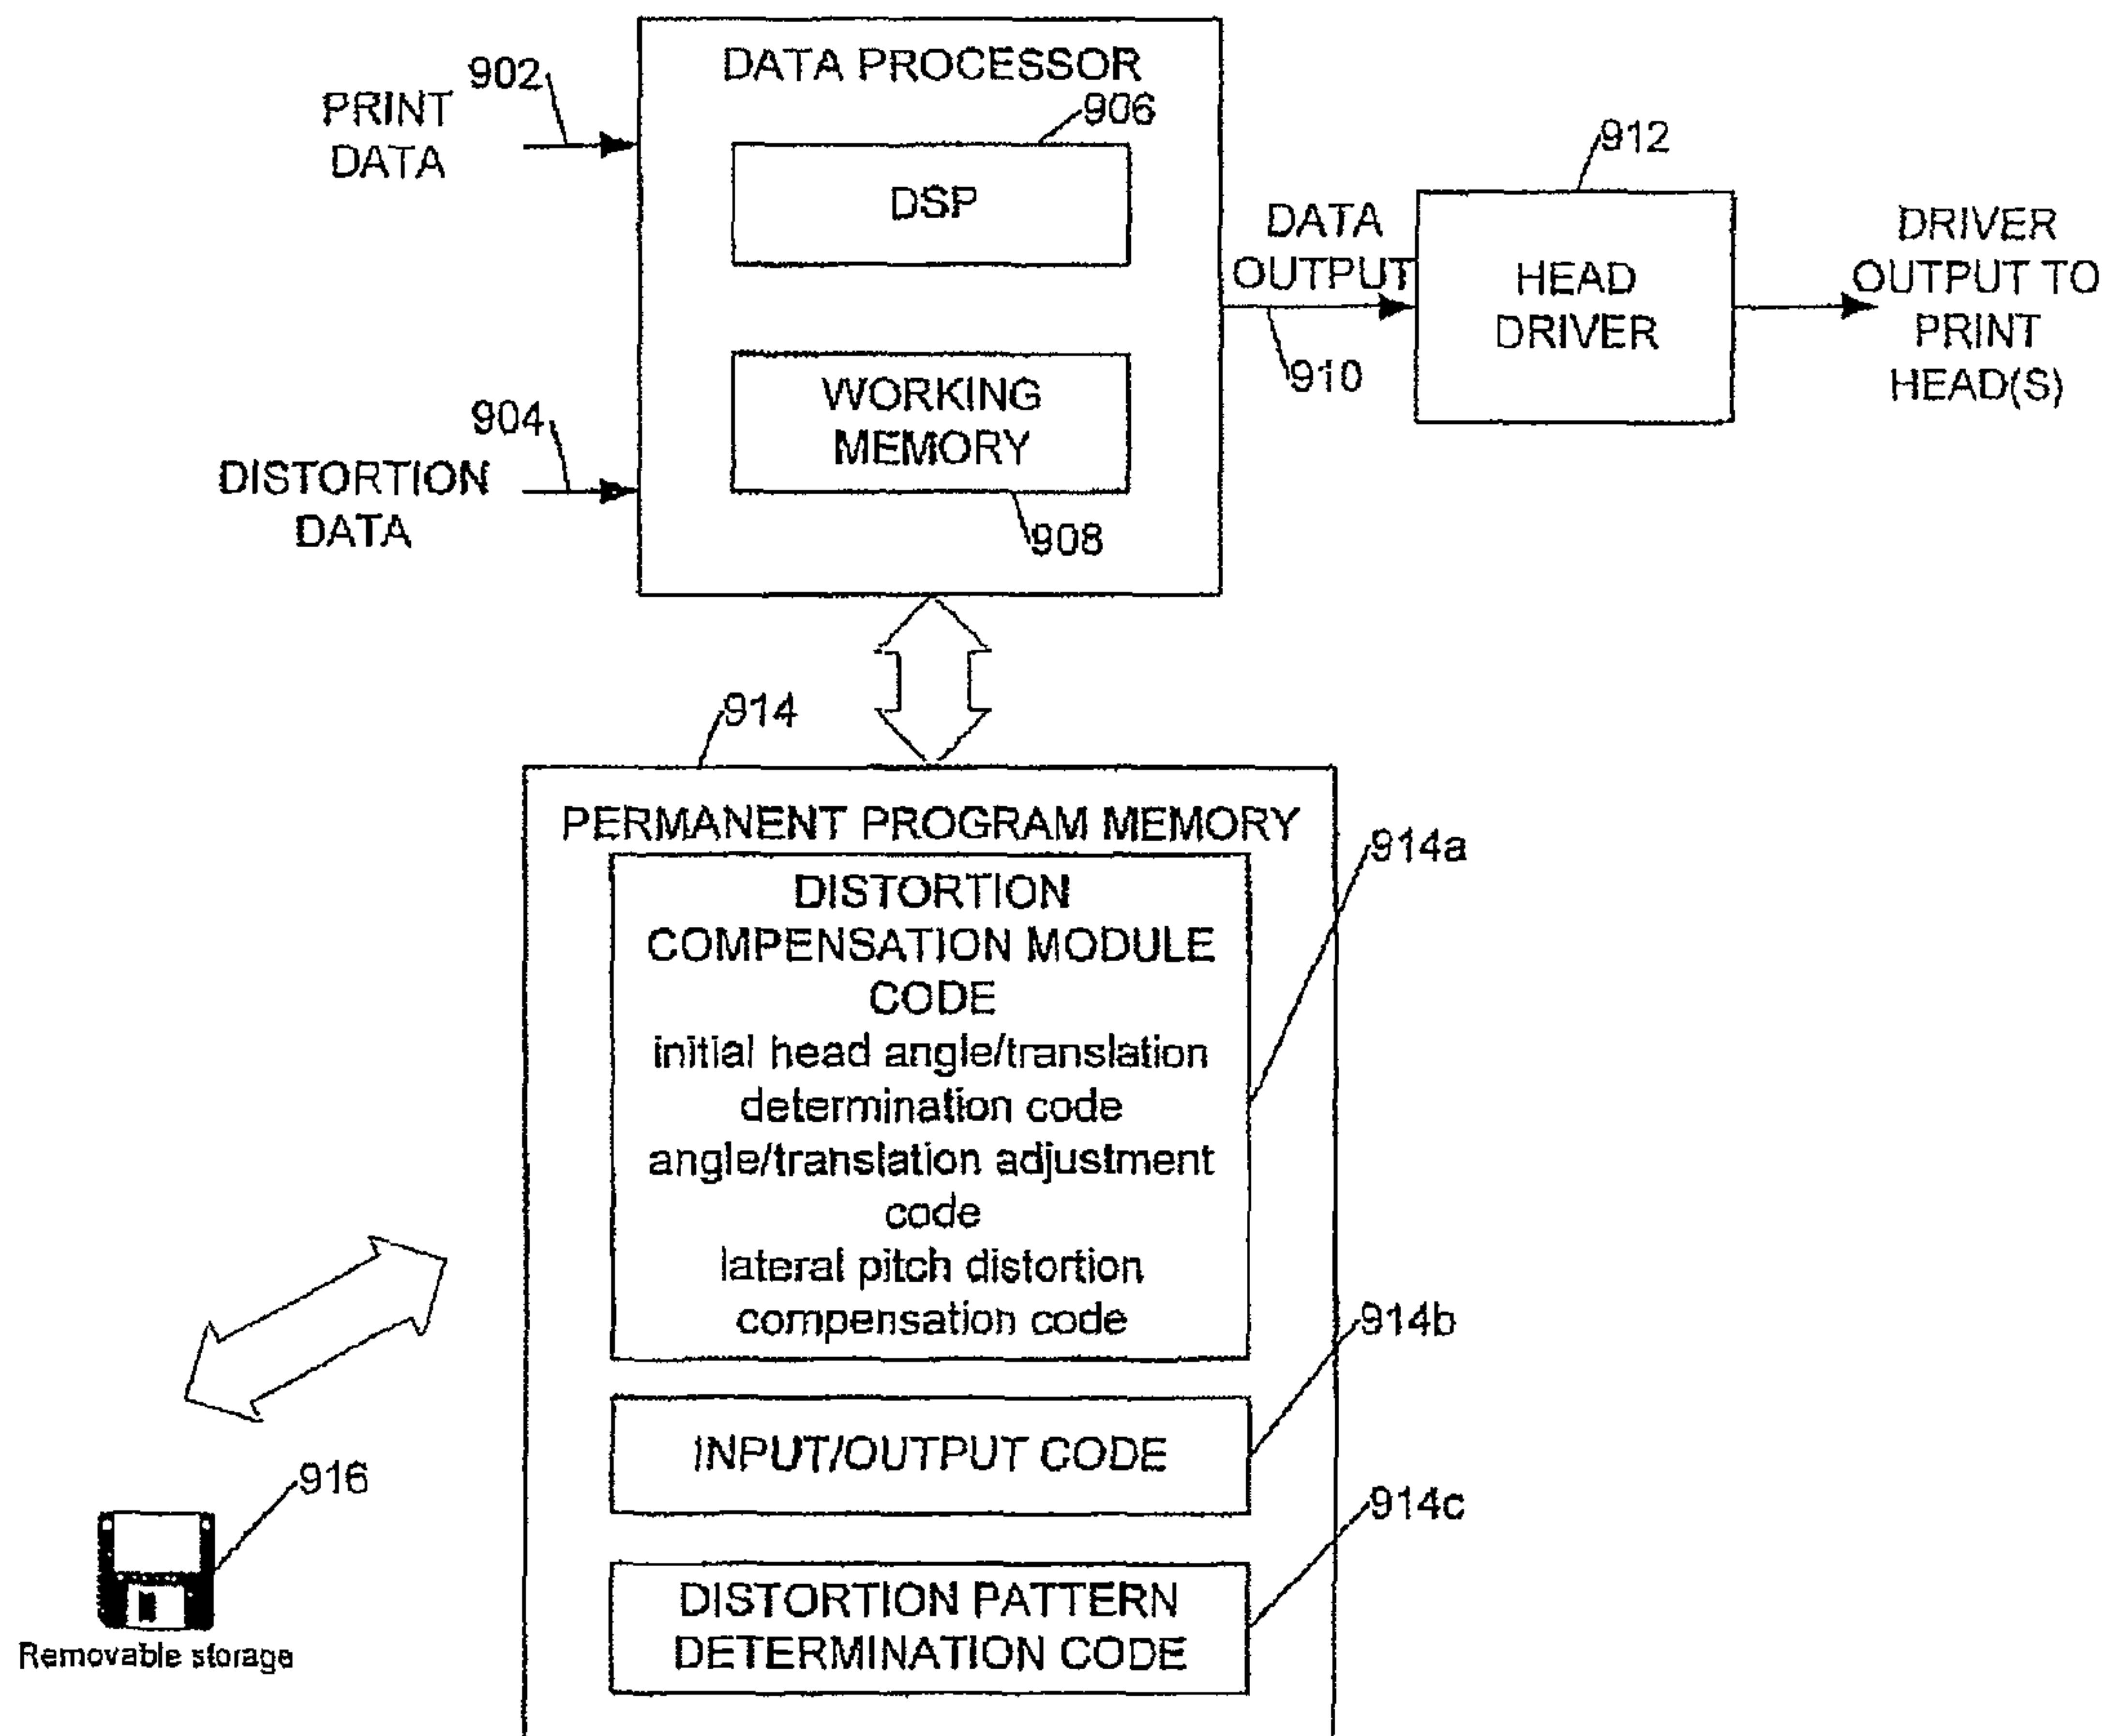 DATA PROCESSOR
902
PRINT
DATA
906
DSP
912
DATA
OUTPUT
HEAD
DRIVER
DRIVER
OUTPUT TO
PRINT
HEAD(S)
910
WORKING
MEMORY
904
DISTORTION
DATA
908
914
PERMANENT PROGRAM MEMORY
914a
DISTORTION
COMPENSATION MODULE
CODE
initial head angle/translation
determination code
angle/translation adjustment
code
lateral pitch distortion
compensation code
914b
INPUT/OUTPUT CODE
916
914c
DISTORTION PATTERN
DETERMINATION CODE
Removable storage